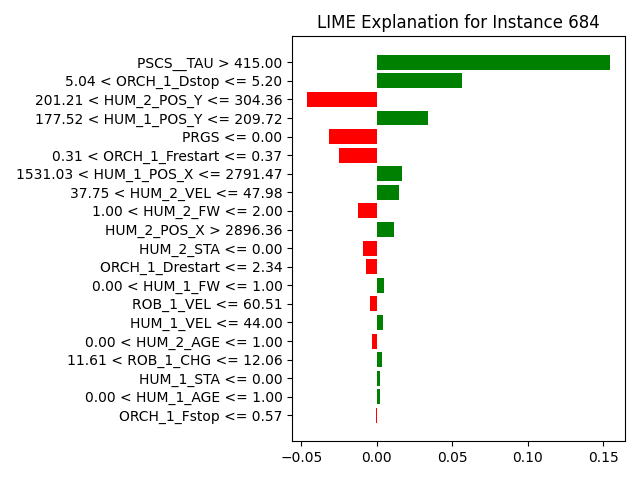 LIME Explanation for Instance 684
PSCS__TAU > 415.00
5.04 < ORCH_1_Dstop <= 5.20
201.21 < HUM_2_POS_Y <= 304.36
177.52 < HUM_1_POS_Y <= 209.72
PRGS <= 0.00
0.31 < ORCH_1_Frestart <= 0.37
1531.03 < HUM_1_POS_X <= 2791.47
37.75 < HUM_2_VEL <= 47.98
1.00 < HUM_2_FW <= 2.00
HUM_2_POS_X > 2896.36
HUM_2_STA <= 0.00
ORCH_1_Drestart <= 2.34
0.00 < HUM_1_FW <= 1.00
ROB_1_VEL <= 60.51
HUM_1_VEL <= 44.00
0.00 < HUM_2_AGE <= 1.00
11.61 < ROB_1_CHG <= 12.06
HUM_1_STA <= 0.00
0.00 < HUM_1_AGE <= 1.00
ORCH_1_Fstop <= 0.57
−0.05 0.00 0.05 0.10 0.15